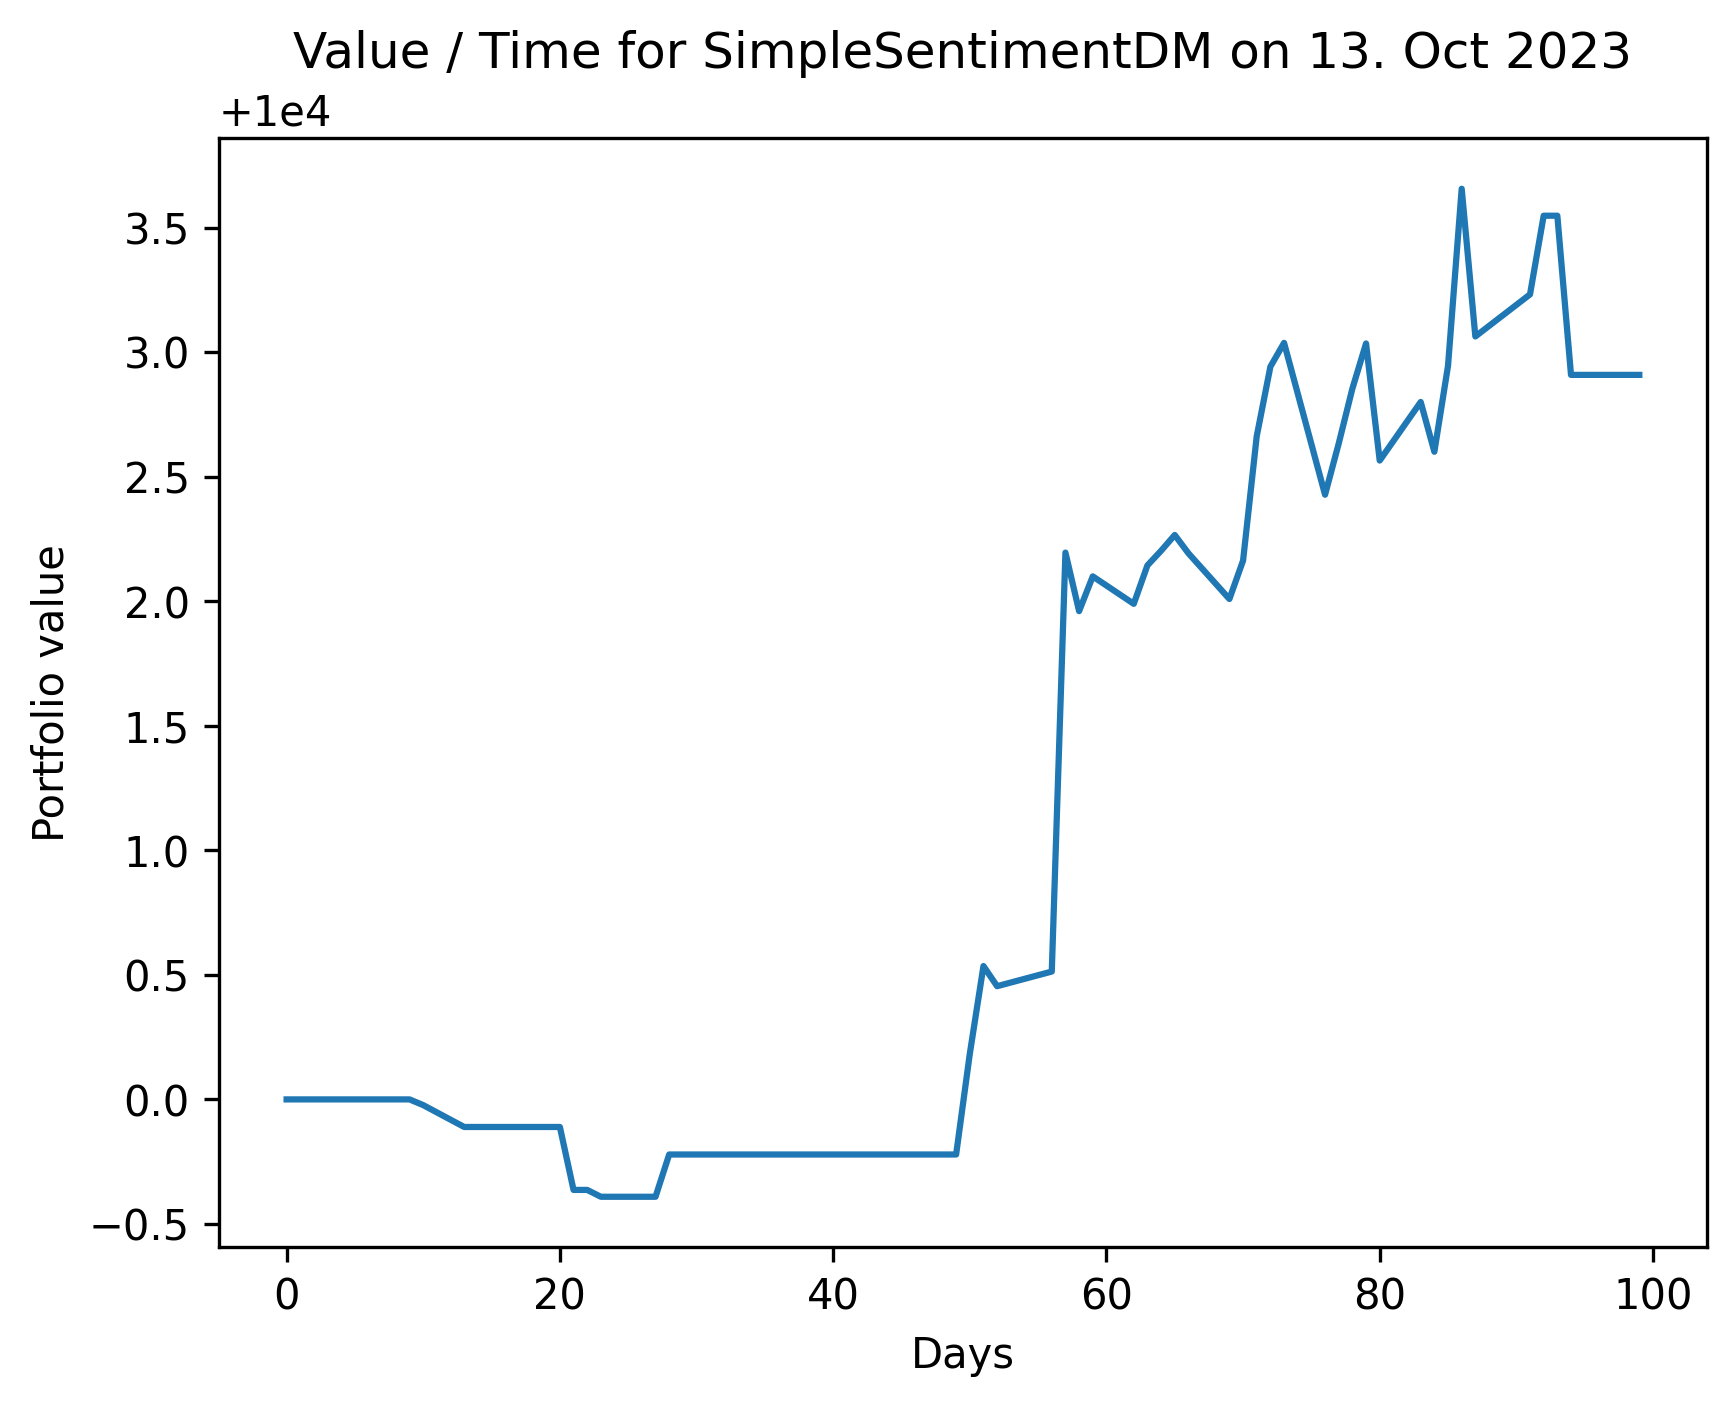 Value / Time for SimpleSentimentDM on 13. Oct 2023
+1e4
3.5
3.0
2.5
2.0
1.5
1.0
0.5
0.0
−0.5
Portfolio value
0 20 40 60 80 100
Days